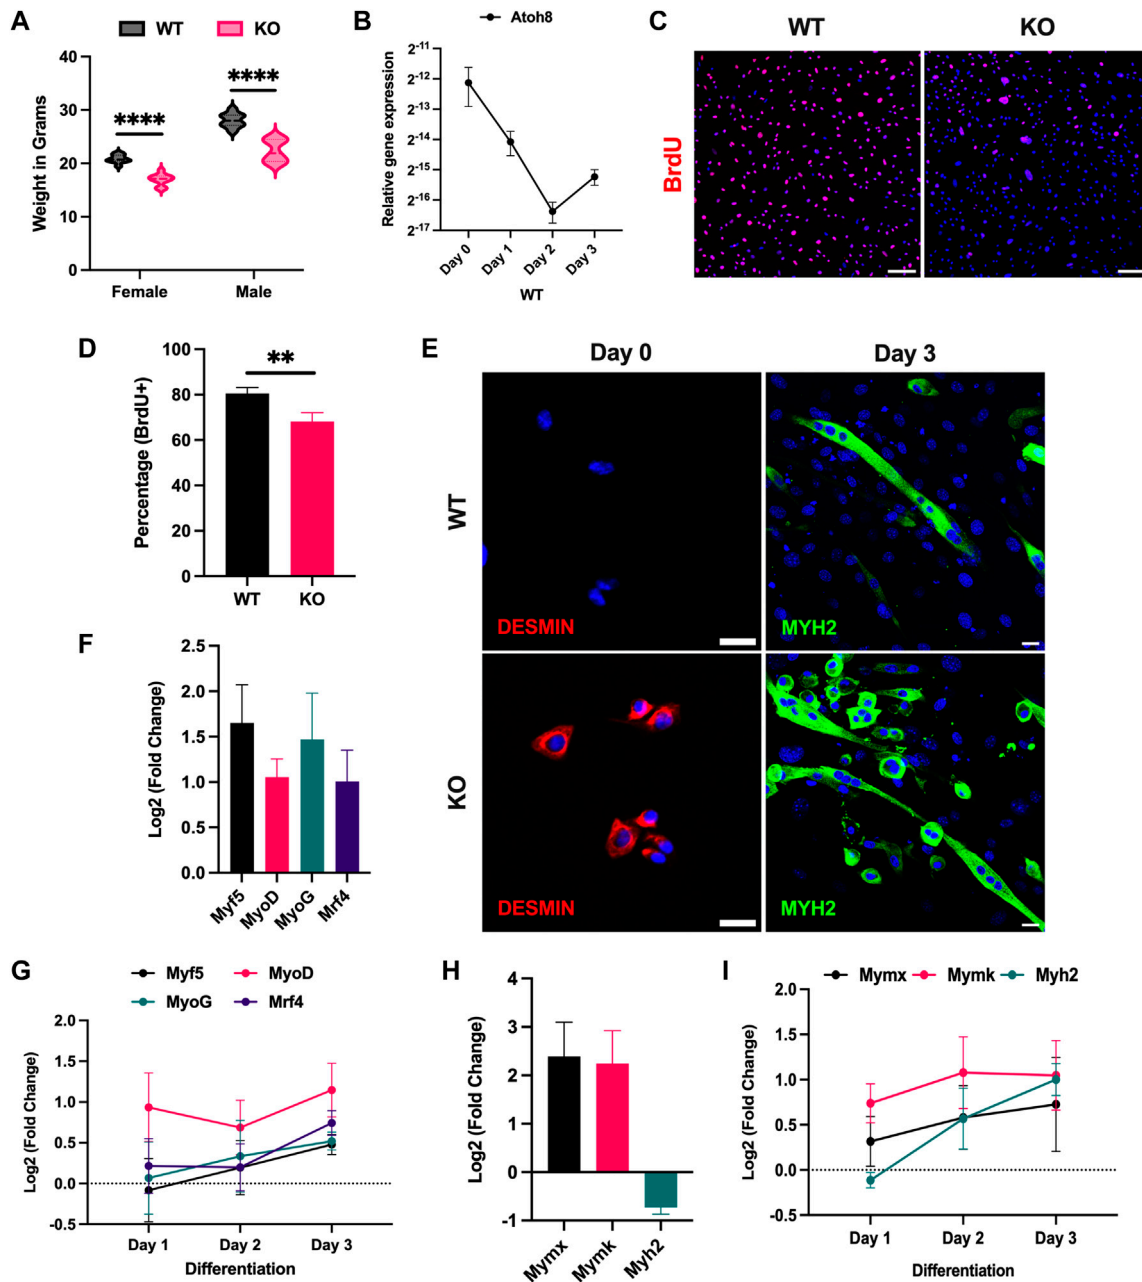 A
WT
KO
Weight in Grams
40
30
20
10
0
****
****
Female
Male
B
Atoh8
Relative gene expression
2-11
2-12
2-13
2-14
2-15
2-16
2-17
Day 0
Day 1
Day 2
Day 3
WT
C
WT
KO
BrdU
D
Percentage (BrdU+)
100
80
60
40
20
0
**
WT
KO
E
Day 0
Day 3
WT
DESMIN
MYH2
KO
DESMIN
MYH2
F
Log2 (Fold Change)
2.5
2.0
1.5
1.0
0.5
0.0
Myf5
MyoD
MyoG
Mrf4
G
Myf5
MyoD
MyoG
Mrf4
Log2 (Fold Change)
2.0
1.5
1.0
0.5
0.0
-0.5
Day 1
Day 2
Day 3
Differentiation
H
Log2 (Fold Change)
4
3
2
1
0
-1
Mymx
Mymk
Myh2
I
Mymx
Mymk
Myh2
Log2 (Fold Change)
2.0
1.5
1.0
0.5
0.0
-0.5
Day 1
Day 2
Day 3
Differentiation